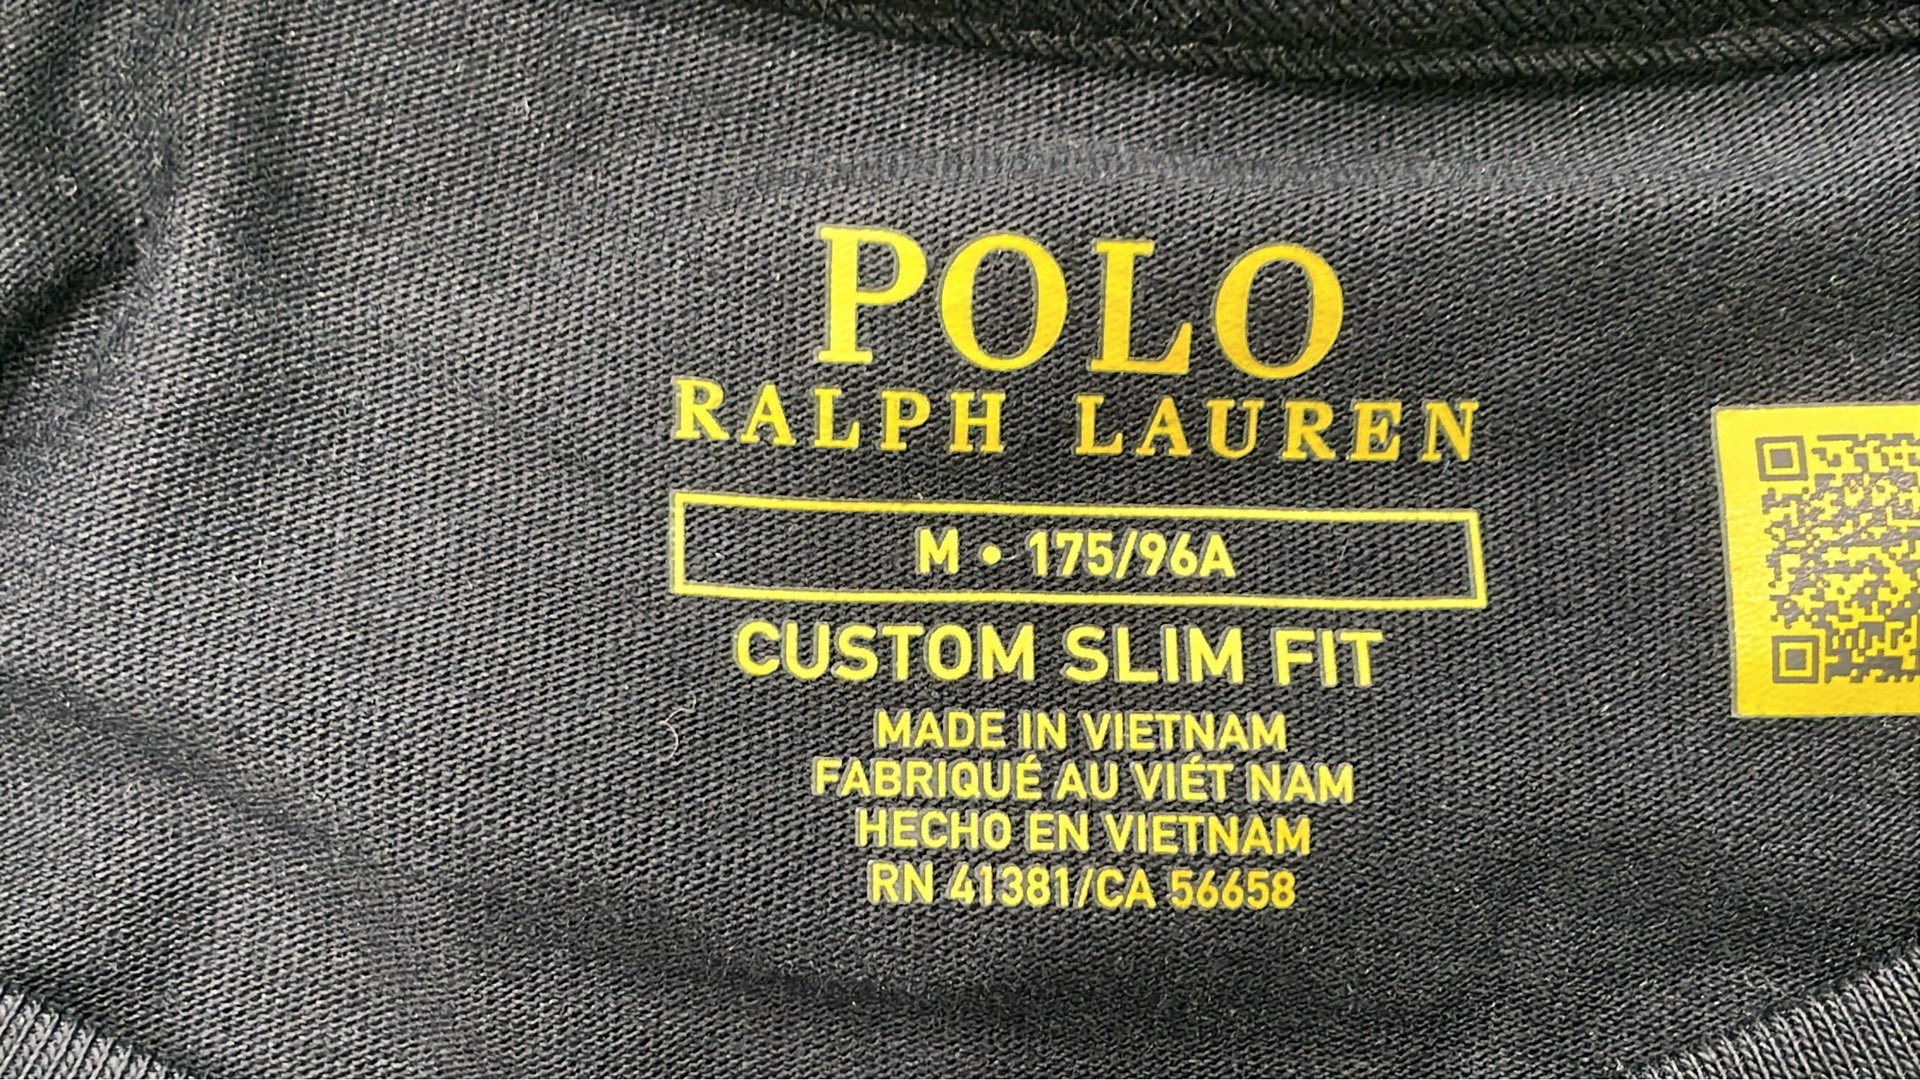 POLO
RALPH LAUREN
M • 175/96A
CUSTOM SLIM FIT
MADE IN VIETNAM
FABRIQUÉ AU VIÉT NAM
HECHO EN VIETNAM
RN 41381/CA 56658